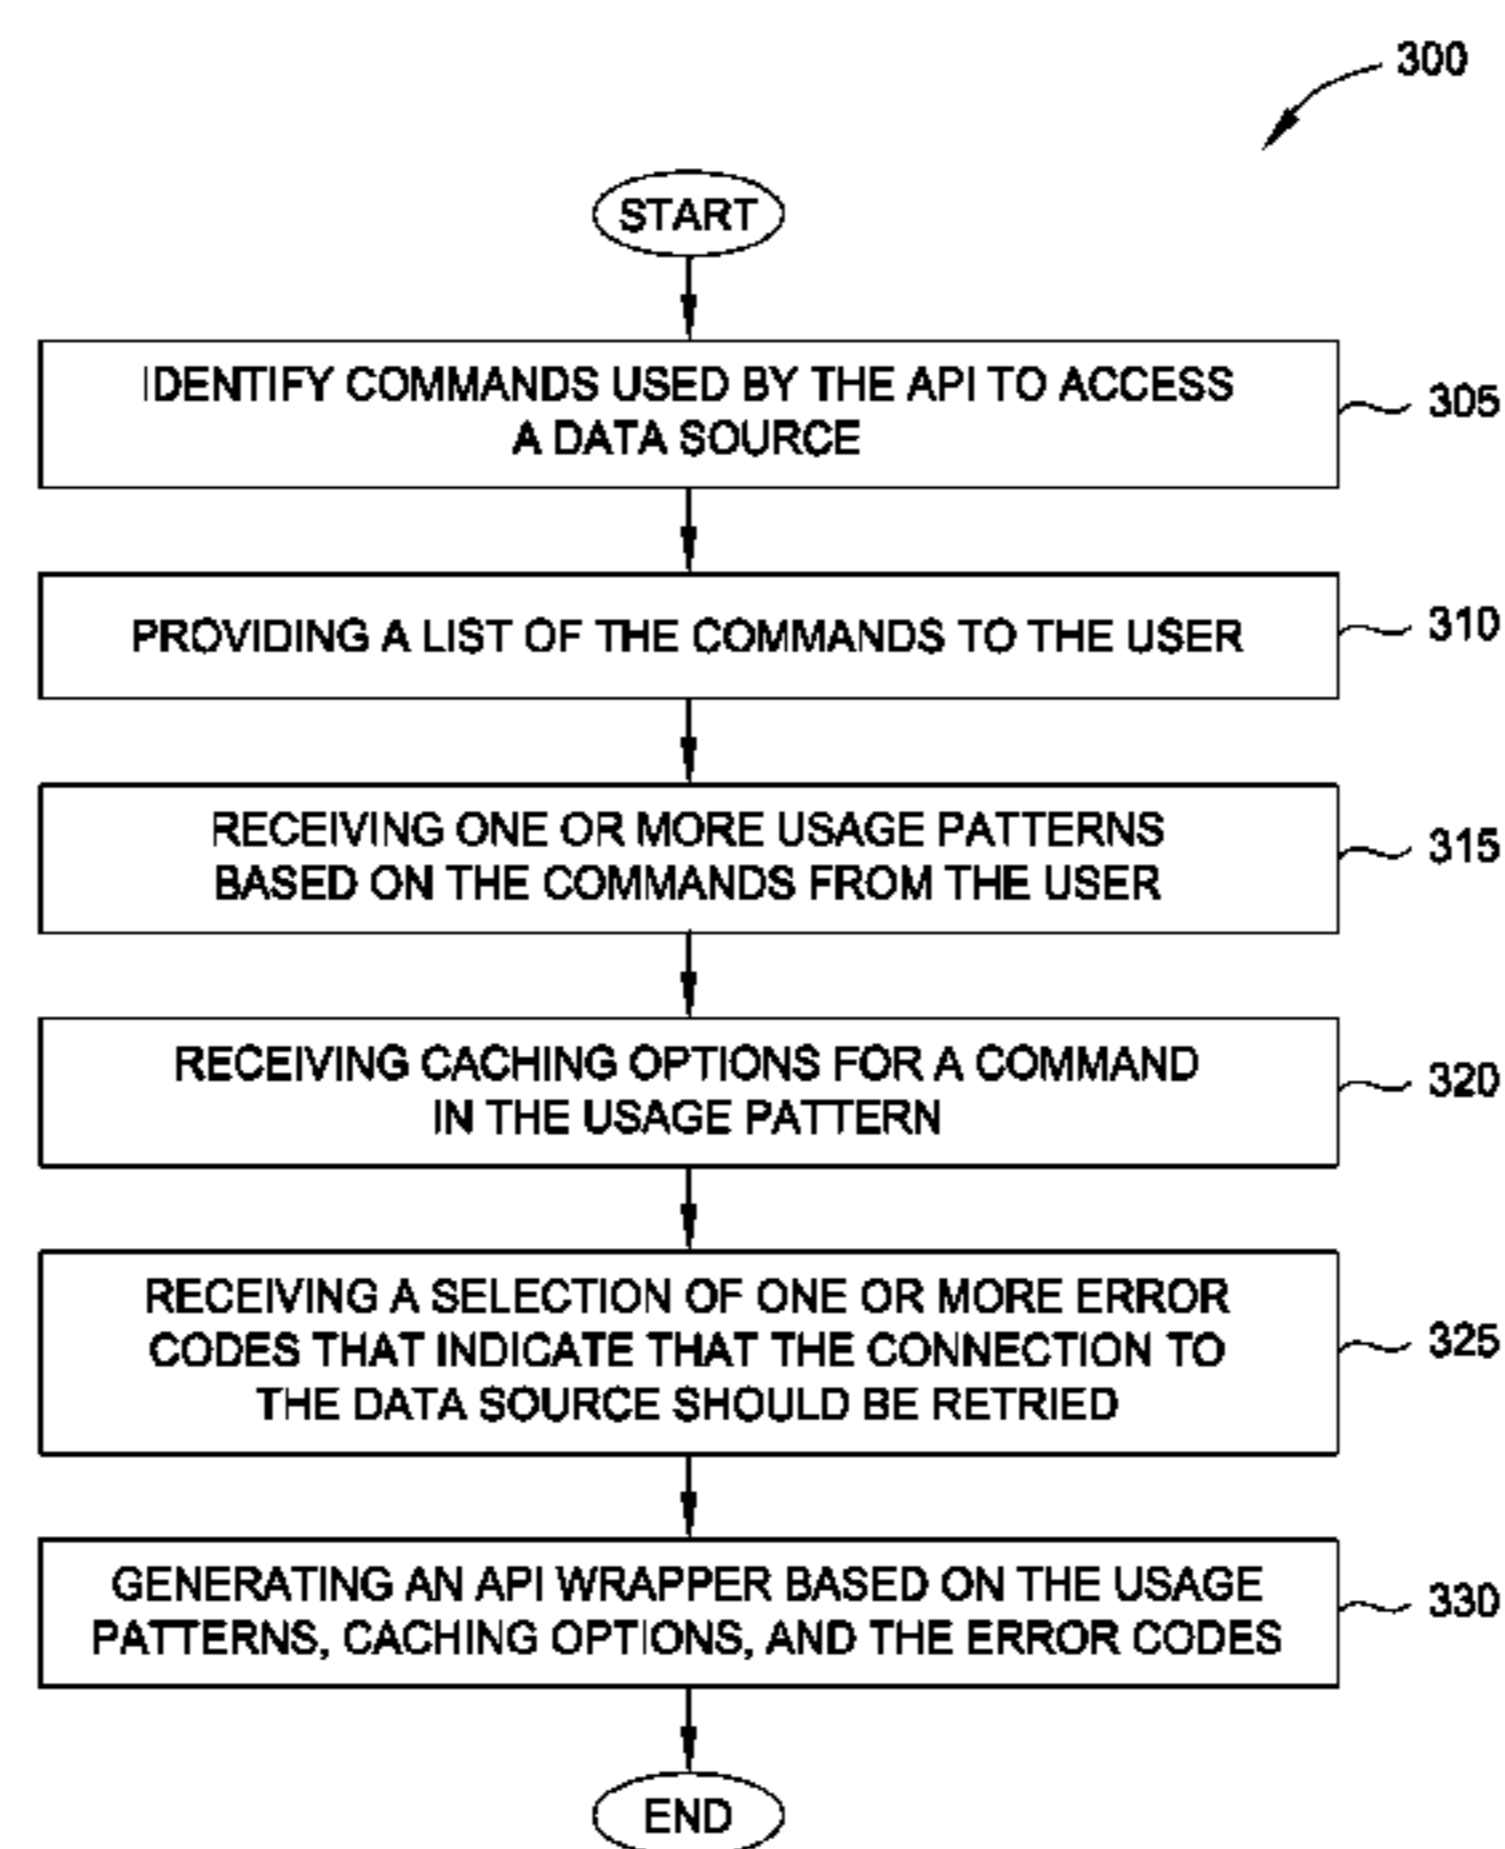 300
START
IDENTIFY COMMANDS USED BY THE API TO ACCESS
A DATA SOURCE
305
PROVIDING A LIST OF THE COMMANDS TO THE USER
310
RECEIVING ONE OR MORE USAGE PATTERNS
BASED ON THE COMMANDS FROM THE USER
315
RECEIVING CACHING OPTIONS FOR A COMMAND
IN THE USAGE PATTERN
320
RECEIVING A SELECTION OF ONE OR MORE ERROR
CODES THAT INDICATE THAT THE CONNECTION TO
THE DATA SOURCE SHOULD BE RETRIED
325
GENERATING AN API WRAPPER BASED ON THE USAGE
PATTERNS, CACHING OPTIONS, AND THE ERROR CODES
330
END